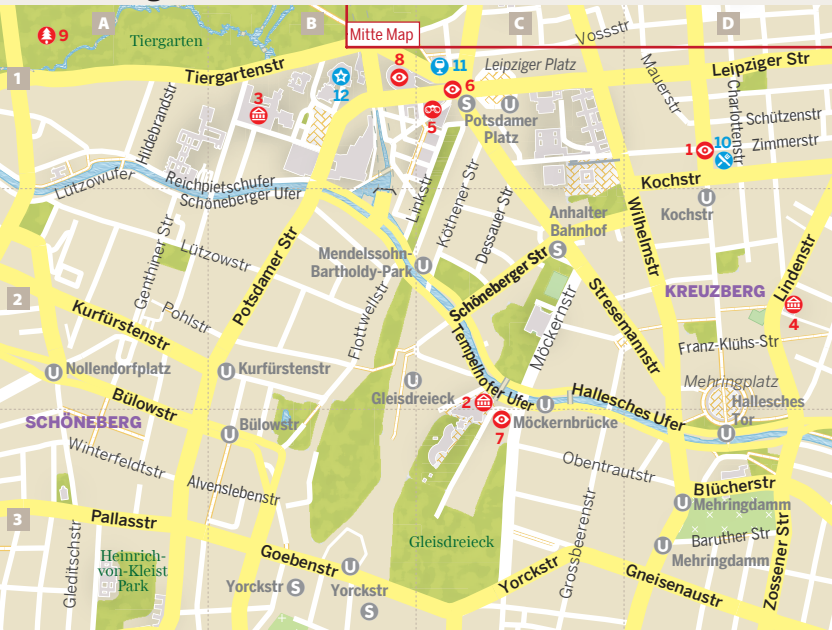 A
B
C
D
9
Tiergarten
Mitte Map
Vossstr
8
11
Leipziger Platz
1
Tiergartenstr
12
6
Leipziger Str
Mauerstr
3
5
S
U
Potsdamer
Platz
Charlottenstr
Schützenstr
Hildebrandstr
1
10
Zimmerstr
Lützowufer
Reichpietschufer
Schöneberger Ufer
Kochstr
U
Kochstr
Linkstr
Köthener Str
Dessauer Str
Anhalter
Bahnhof
S
Wilhelmstr
Genthiner Str
Lützowstr
Potsdamer Str
Mendelssohn-
Bartholdy-Park
U
Schöneberger Str
Lindenstr
2
Kurfürstenstr
Pohlstr
Flottwellstr
Möckernstr
Stresemannstr
KREUZBERG
4
Tempelhofer Ufer
Franz-Klühs-Str
U
Nollendorfplatz
U
Kurfürstenstr
U
Gleisdreieck
Mehringplatz
Bülowstr
2
U
Hallesches Ufer
Hallesches
Tor
U
SCHÖNEBERG
Bülowstr
U
7
Möckernbrücke
Winterfeldtstr
Alvenslebenstr
Obentrautstr
Blücherstr
U
Mehringdamm
3
Pallasstr
Gleisdreieck
Grossbeerenstr
Baruther Str
U
Mehringdamm
Zossener Str
Gleditschstr
Heinrich-
von-Kleist
Park
Goebenstr
U
Yorckstr
S
Yorckstr
S
Yorckstr
Gneisenaustr